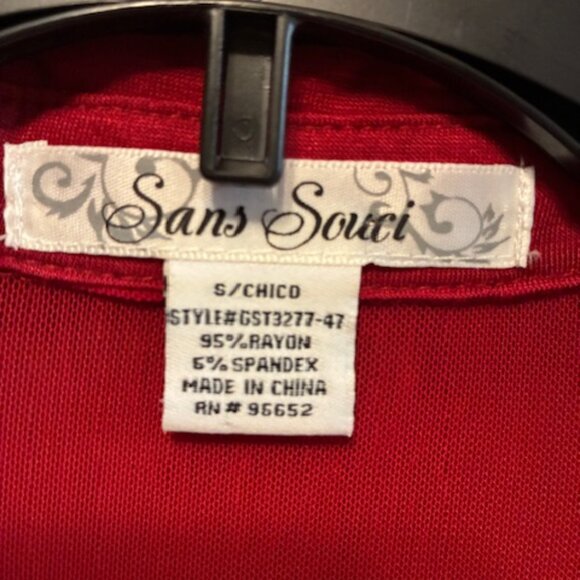 Sans Souci
S/CHICO
STYLE#GST3277-47
95%RAYON
5%SPANDEX
MADE IN CHINA
RN # 96652